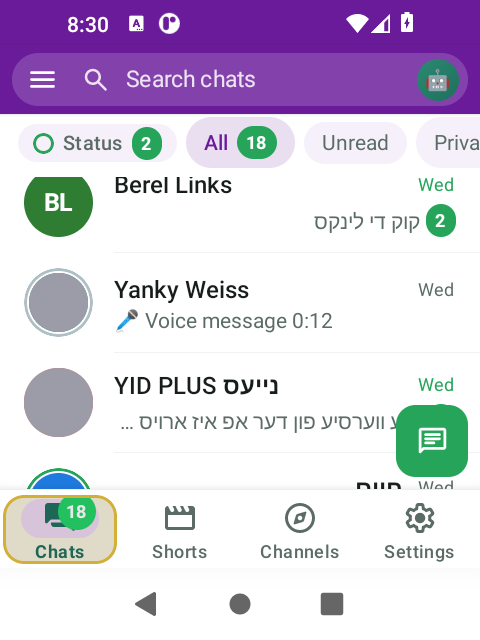 8:30
Search chats
Status 2
All 18
Unread
Priva
BL
Berel Links
Wed
קוק די לינקס
2
Yanky Weiss
Wed
🎤 Voice message 0:12
YID PLUS נייעס
Wed
ווערסיע פון דער אפ איז ארויס ...
Wed
18
Chats
Shorts
Channels
Settings